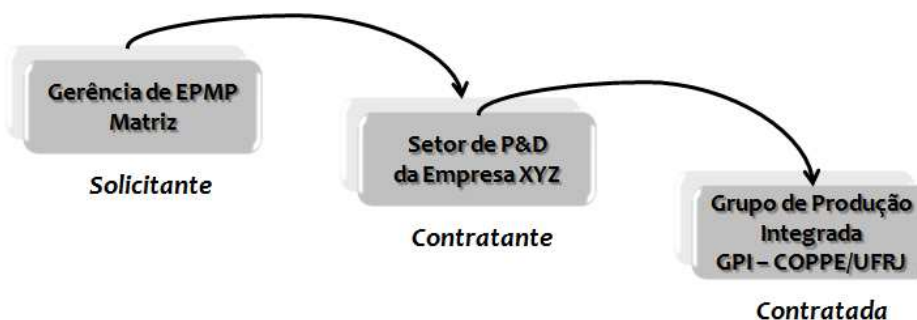 Gerência de EPMP
Matriz
Solicitante
Setor de P&D
da Empresa XYZ
Contratante
Grupo de Produção
Integrada
GPI – COPPE/UFRJ
Contratada